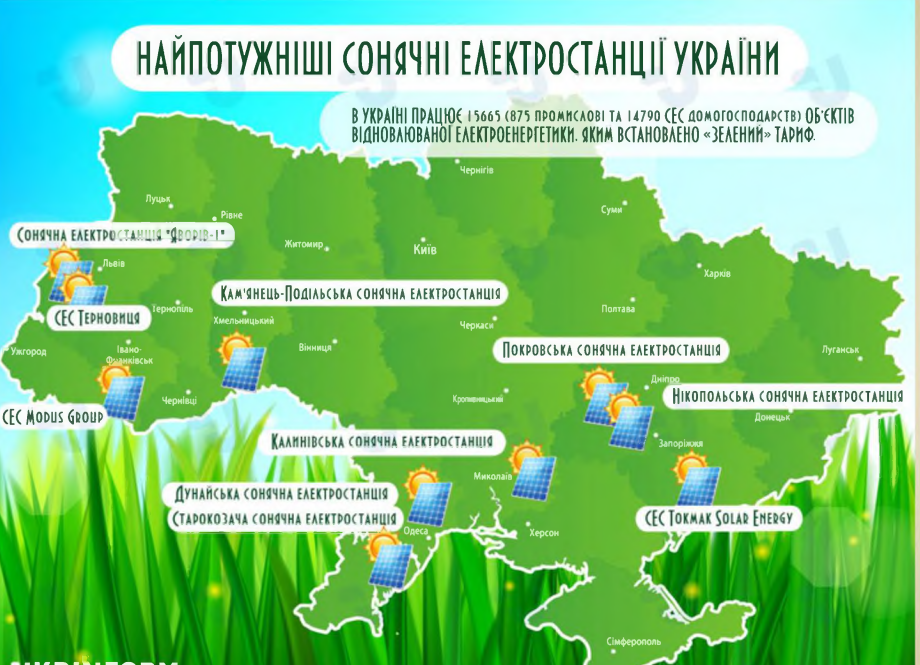 НАЙПОТУЖНІШІ СОНЯЧНІ ЕЛЕКТРОСТАНЦІЇ УКРАЇНИ
В УКРАЇНІ ПРАЦЮЄ 15665 (875 ПРОМИСЛОВІ ТА 14790 СЕС ДОМОГОСПОДАРСТВ) ОБ'ЄКТІВ
ВІДНОВЛЮВАНОЇ ЕЛЕКТРОЕНЕРГЕТИКИ, ЯКИМ ВСТАНОВЛЕНО «ЗЕЛЕНИЙ» ТАРИФ.
Чернігів
Луцьк
Рівне
Суми
Сонячна електростанція "Яворів-1"
Житомир
Київ
Львів
Харків
Кам'янець-Подільська сонячна електростанція
СЕС Терновиця
Тернопіль
Хмельницький
Черкаси
Полтава
Ужгород
Івано-
Франківськ
Вінниця
Покровська сонячна електростанція
Луганськ
Дніпро
Чернівці
Кропивницький
Нікопольська сонячна електростанція
СЕС Modus Group
Донецьк
Калинівська сонячна електростанція
Запоріжжя
Миколаїв
Дунайська сонячна електростанція
Старокозача сонячна електростанція
СЕС Tokmak Solar Energy
Одеса
Херсон
Сімферополь